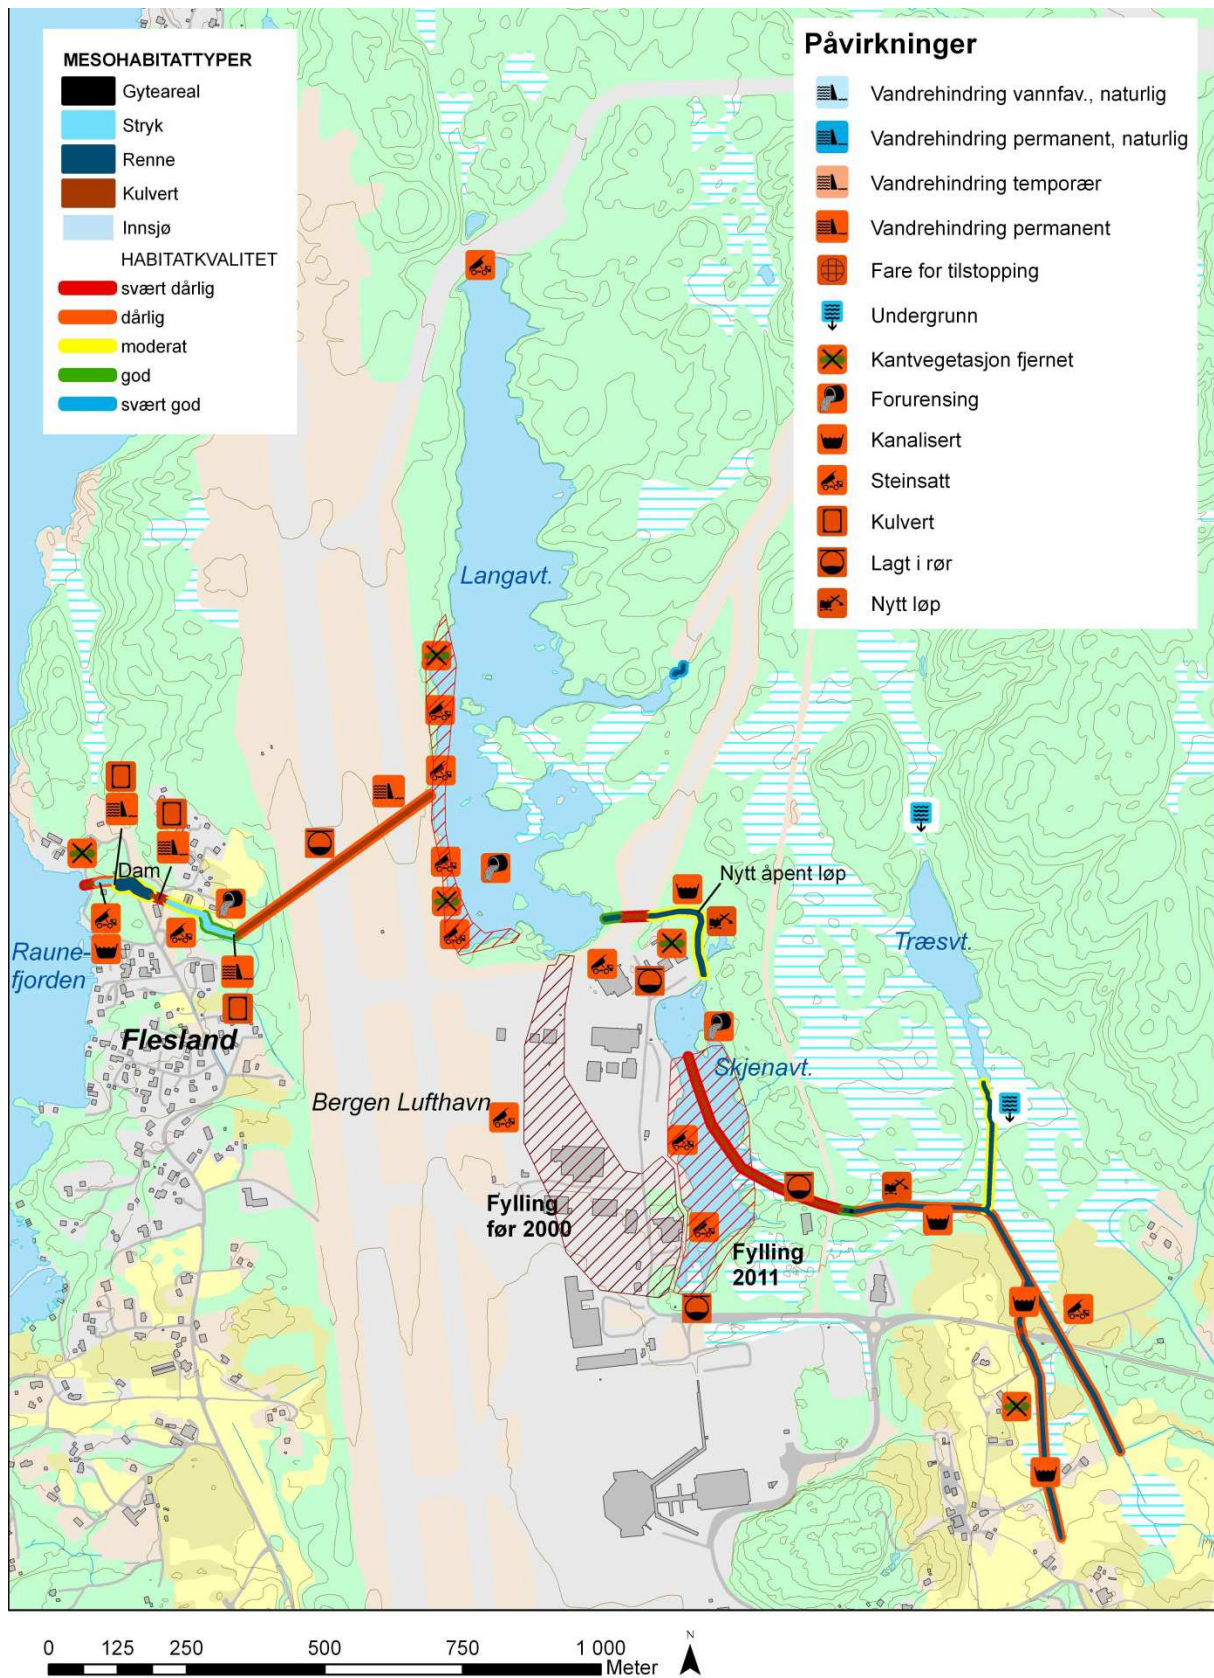 MESOHABITATTYPER
Gyteareal
Stryk
Renne
Kulvert
Innsjø
HABITATKVALITET
svært dårlig
dårlig
moderat
god
svært god
Påvirkninger
Vandrehindring vannfav., naturlig
Vandrehindring permanent, naturlig
Vandrehindring temporær
Vandrehindring permanent
Fare for tilstopping
Undergrunn
Kantvegetasjon fjernet
Forurensing
Kanalisert
Steinsatt
Kulvert
Lagt i rør
Nytt løp
Langavt.
Dam
Nytt åpent løp
Raune-
fjorden
Træsvt.
Flesland
Skjenavt.
Bergen Lufthavn
Fylling
før 2000
Fylling
2011
0 125 250 500 750 1 000
Meter
N